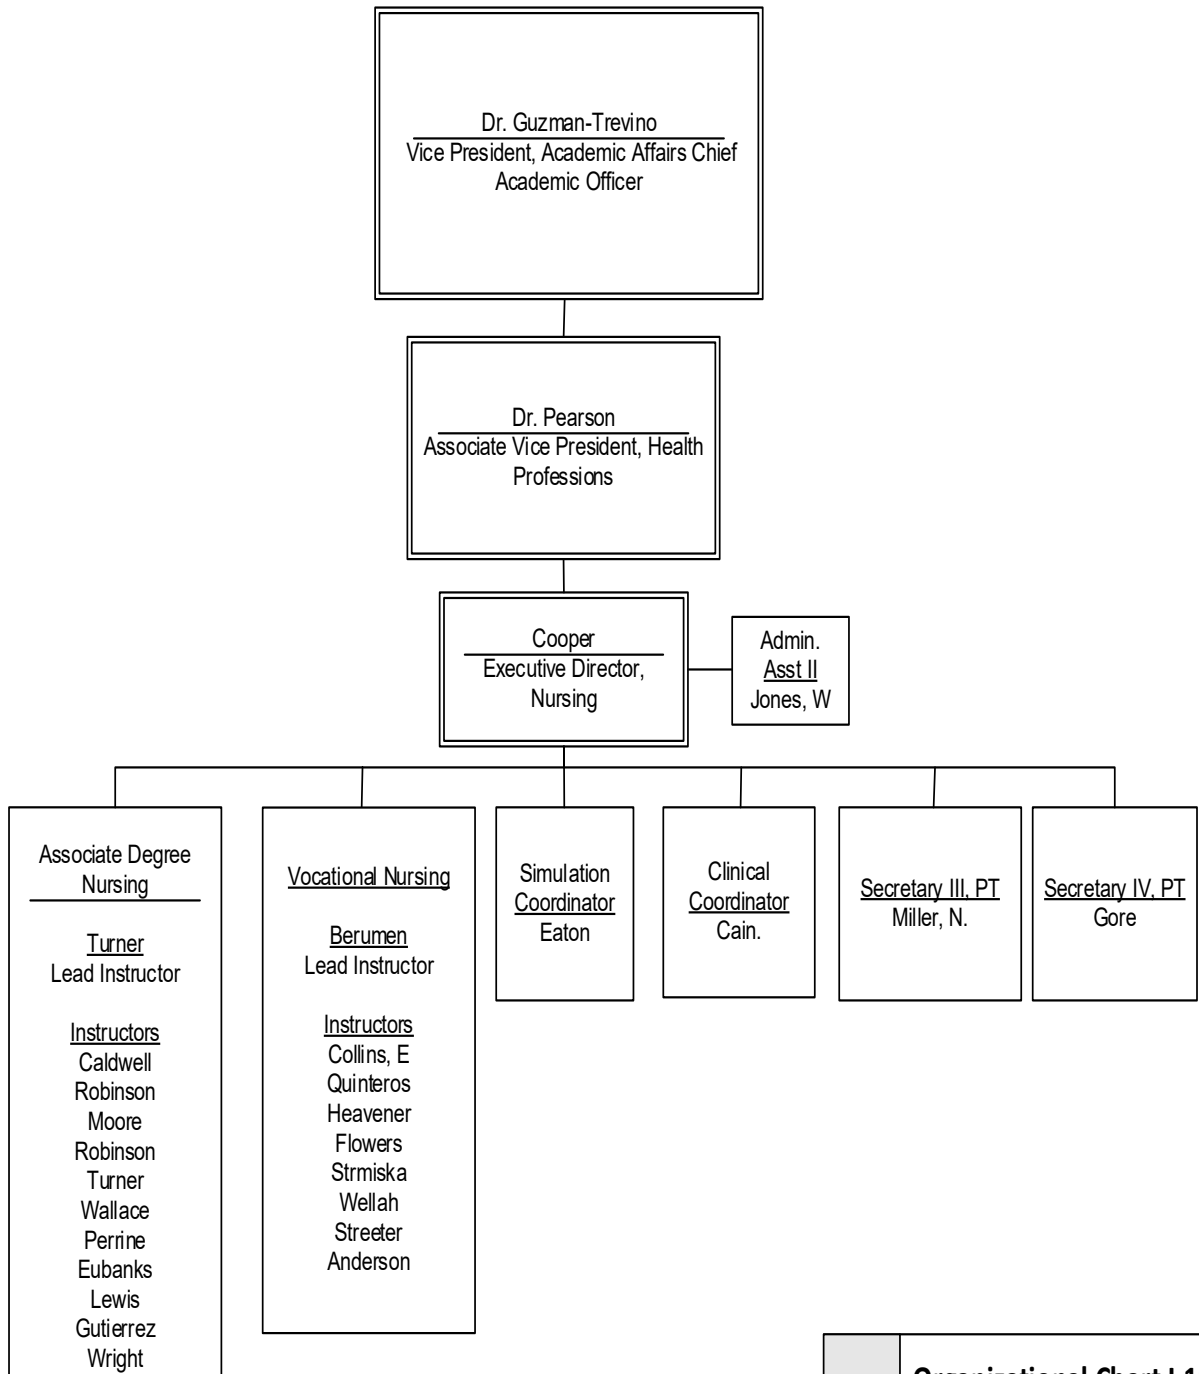 Dr. Guzman-Trevino
Vice President, Academic Affairs Chief
Academic Officer
Dr. Pearson
Associate Vice President, Health
Professions
Cooper
Executive Director,
Nursing
Admin.
Asst II
Jones, W
Associate Degree
Nursing
Turner
Lead Instructor
Instructors
Caldwell
Robinson
Moore
Robinson
Turner
Wallace
Perrine
Eubanks
Lewis
Gutierrez
Wright
Vocational Nursing
Berumen
Lead Instructor
Instructors
Collins, E
Quinteros
Heavener
Flowers
Strmiska
Wellah
Streeter
Anderson
Simulation
Coordinator
Eaton
Clinical
Coordinator
Cain.
Secretary III, PT
Miller, N.
Secretary IV, PT
Gore
Organizational Chart